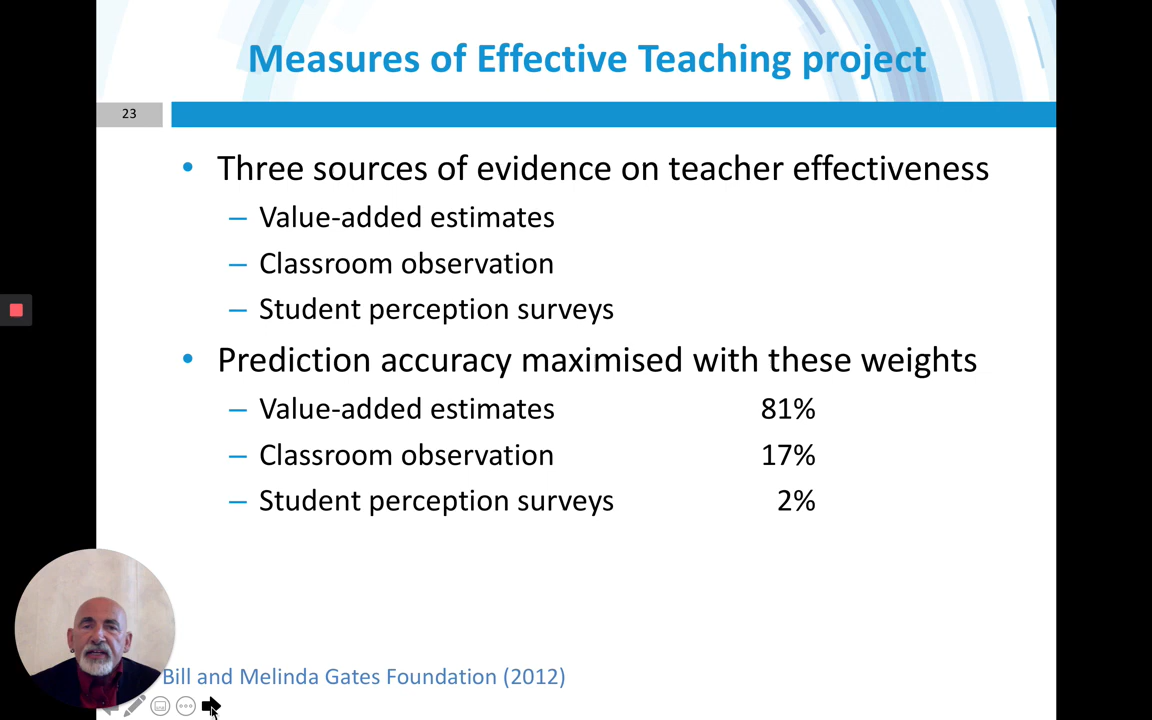 Measures of Effective Teaching project
23
• Three sources of evidence on teacher effectiveness
– Value-added estimates
– Classroom observation
– Student perception surveys
• Prediction accuracy maximised with these weights
– Value-added estimates 81%
– Classroom observation 17%
– Student perception surveys 2%
Bill and Melinda Gates Foundation (2012)